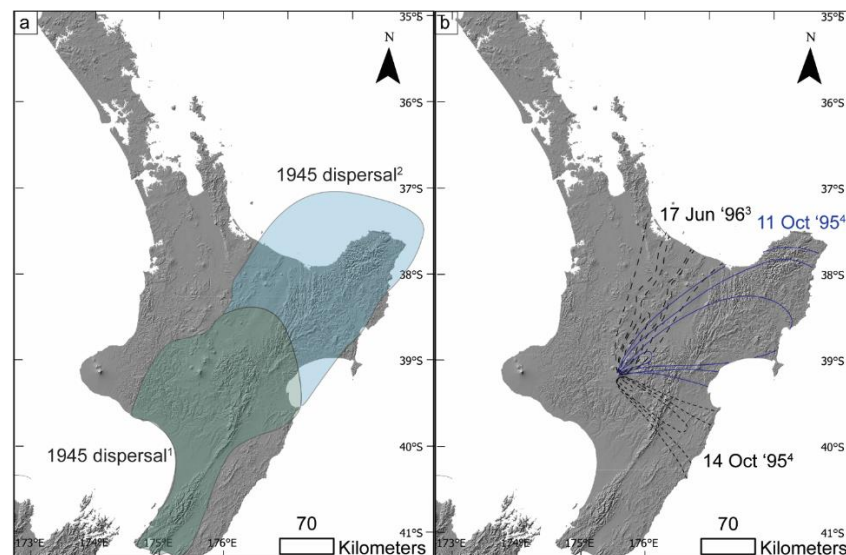 a
N
35°S
36°S
37°S
38°S
39°S
40°S
41°S
1945 dispersal²
1945 dispersal¹
70
Kilometers
173°E
174°E
175°E
176°E
b
N
35°S
36°S
37°S
38°S
39°S
40°S
41°S
17 Jun ‘96³
11 Oct ‘95⁴
14 Oct ‘95⁴
70
Kilometers
173°E
174°E
175°E
176°E